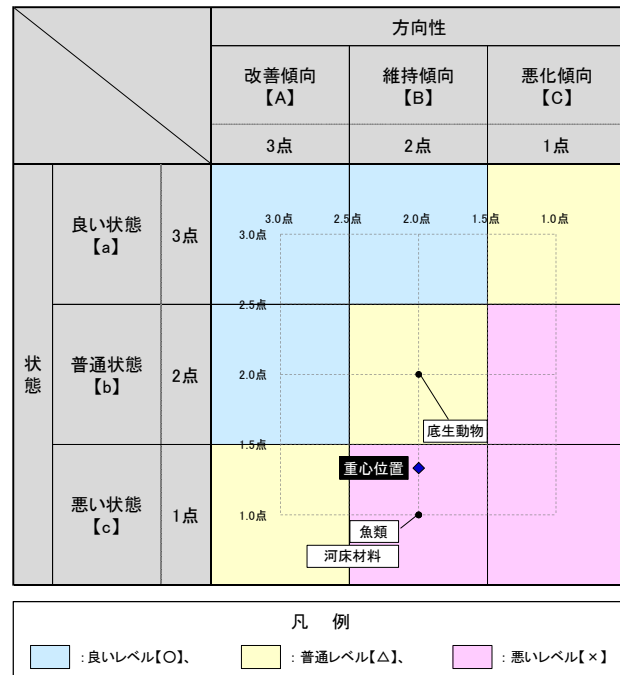 方向性
改善傾向
【A】
維持傾向
【B】
悪化傾向
【C】
3点
2点
1点
状態
良い状態
【a】
3点
普通状態
【b】
2点
悪い状態
【c】
1点
3.0点
2.5点
2.0点
1.5点
1.0点
3.0点
2.5点
2.0点
1.5点
1.0点
底生動物
重心位置
魚類
河床材料
凡 例
：良いレベル【〇】、
：普通レベル【△】、
：悪いレベル【×】